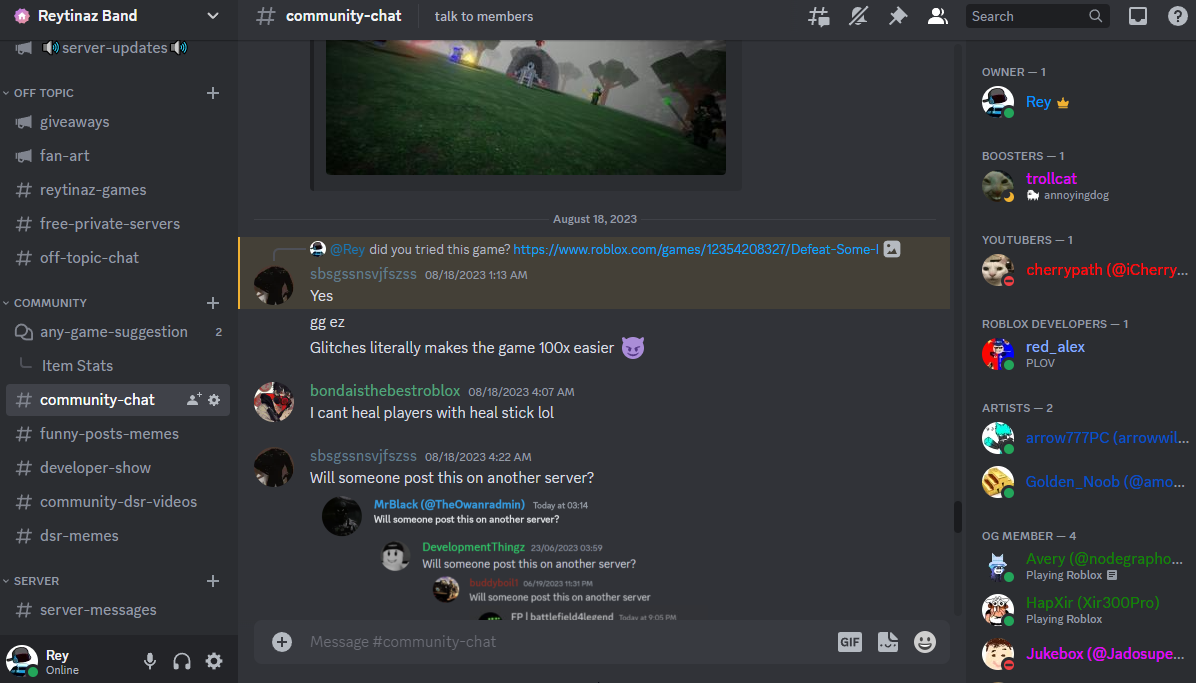 Reytinaz Band
server-updates
OFF TOPIC
giveaways
fan-art
reytinaz-games
free-private-servers
off-topic-chat
COMMUNITY
any-game-suggestion 2
Item Stats
community-chat
funny-posts-memes
developer-show
community-dsr-videos
dsr-memes
SERVER
server-messages
Rey
Online
community-chat talk to members
Search
August 18, 2023
@Rey did you tried this game? https://www.roblox.com/games/12354208327/Defeat-Some-
sbsgssnsvjfszss 08/18/2023 1:13 AM
Yes
gg ez
Glitches literally makes the game 100x easier 😈
bondaisthebestroblox 08/18/2023 4:07 AM
I cant heal players with heal stick lol
sbsgssnsvjfszss 08/18/2023 4:22 AM
Will someone post this on another server?
MrBlack (@TheOwanradmin) Today at 03:14
Will someone post this on another server?
DevelopmentThingz 23/06/2023 03:59
Will someone post this on another server?
buddyboil1 06/19/2023 11:31 PM
Will someone post this on another server
FP | battlefield4legend Today at 9:05 PM
Message #community-chat
GIF
OWNER — 1
Rey
BOOSTERS — 1
trollcat
annoyingdog
YOUTUBERS — 1
cherrypath (@iCherry...
ROBLOX DEVELOPERS — 1
red_alex
PLOV
ARTISTS — 2
arrow777PC (arrowwil...
Golden_Noob (@amo...
OG MEMBER — 4
Avery (@nodegrapho...
Playing Roblox
HapXir (Xir300Pro)
Playing Roblox
Jukebox (@Jadosupe...